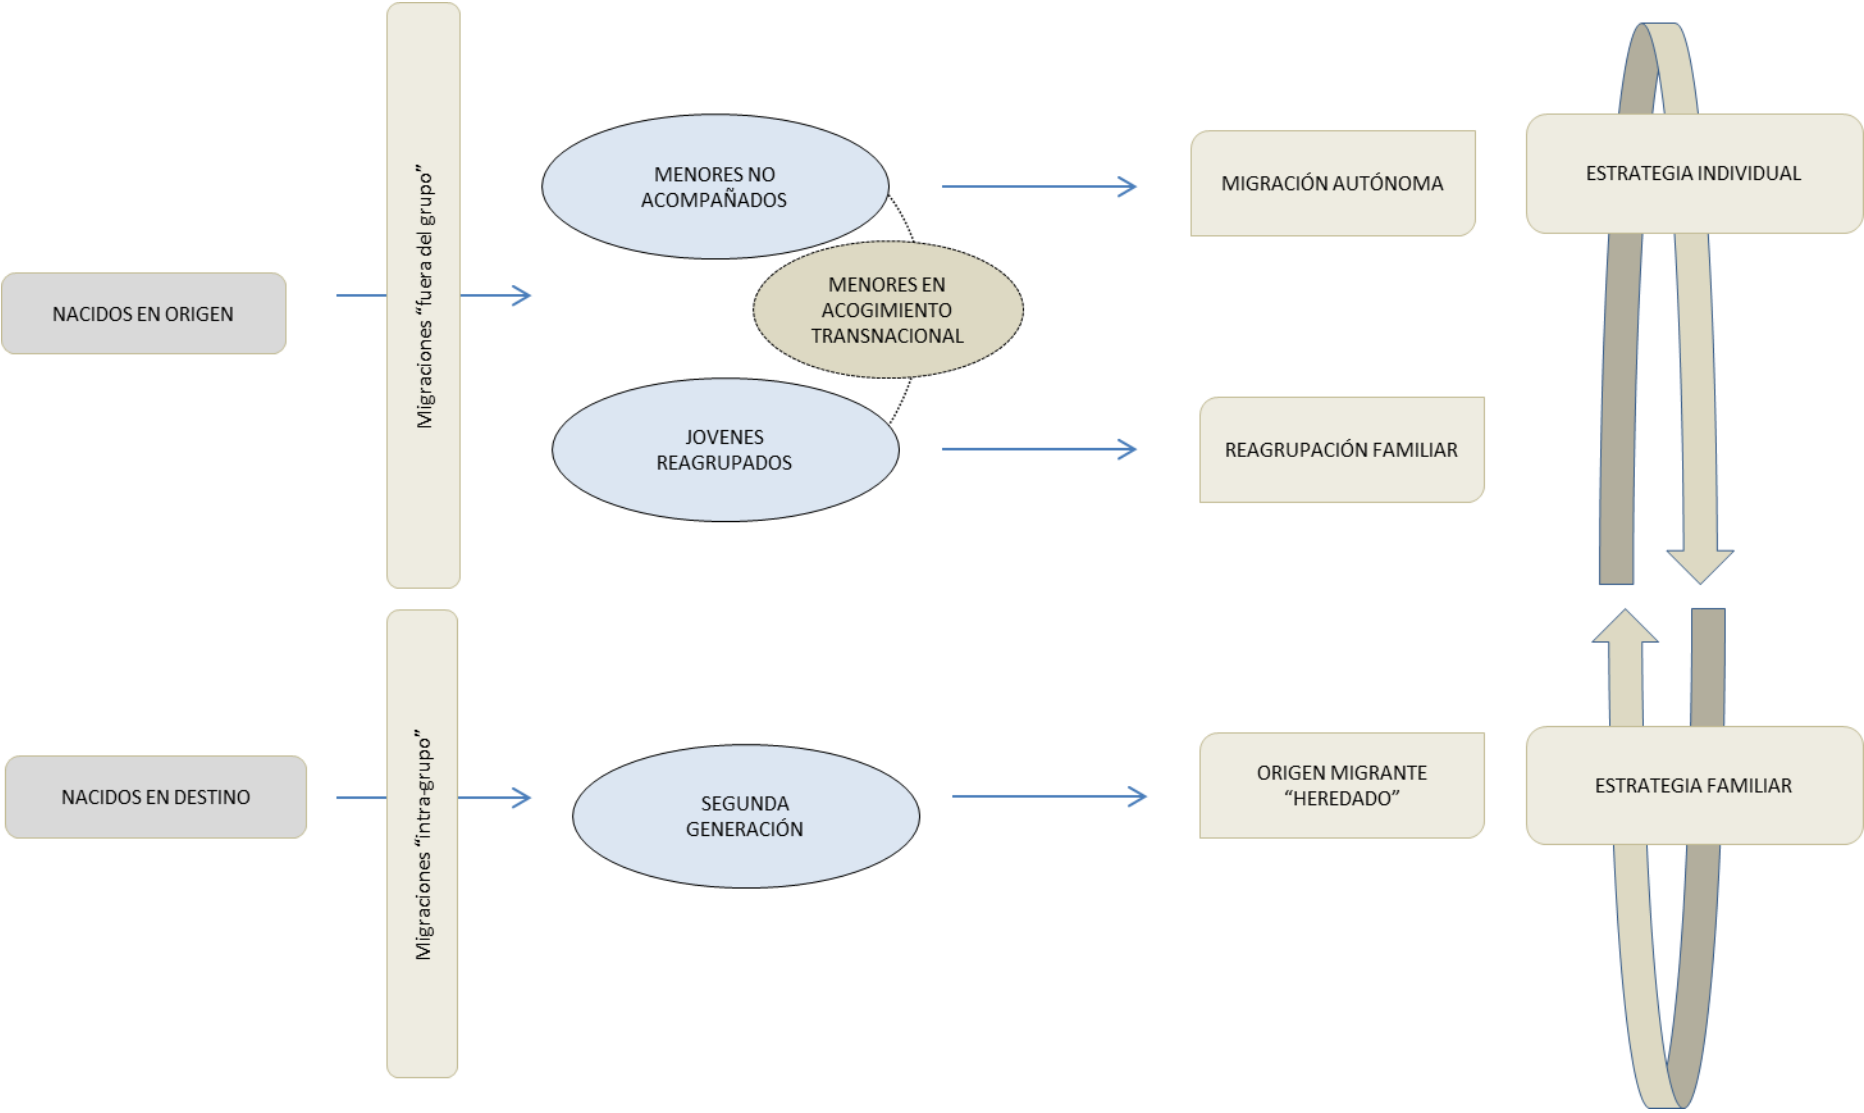 NACIDOS EN ORIGEN
Migraciones “fuera del grupo”
MENORES NO
ACOMPAÑADOS
MENORES EN
ACOGIMIENTO
TRANSNACIONAL
JOVENES
REAGRUPADOS
MIGRACIÓN AUTÓNOMA
REAGRUPACIÓN FAMILIAR
ESTRATEGIA INDIVIDUAL
NACIDOS EN DESTINO
Migraciones “intra-grupo”
SEGUNDA
GENERACIÓN
ORIGEN MIGRANTE
“HEREDADO”
ESTRATEGIA FAMILIAR